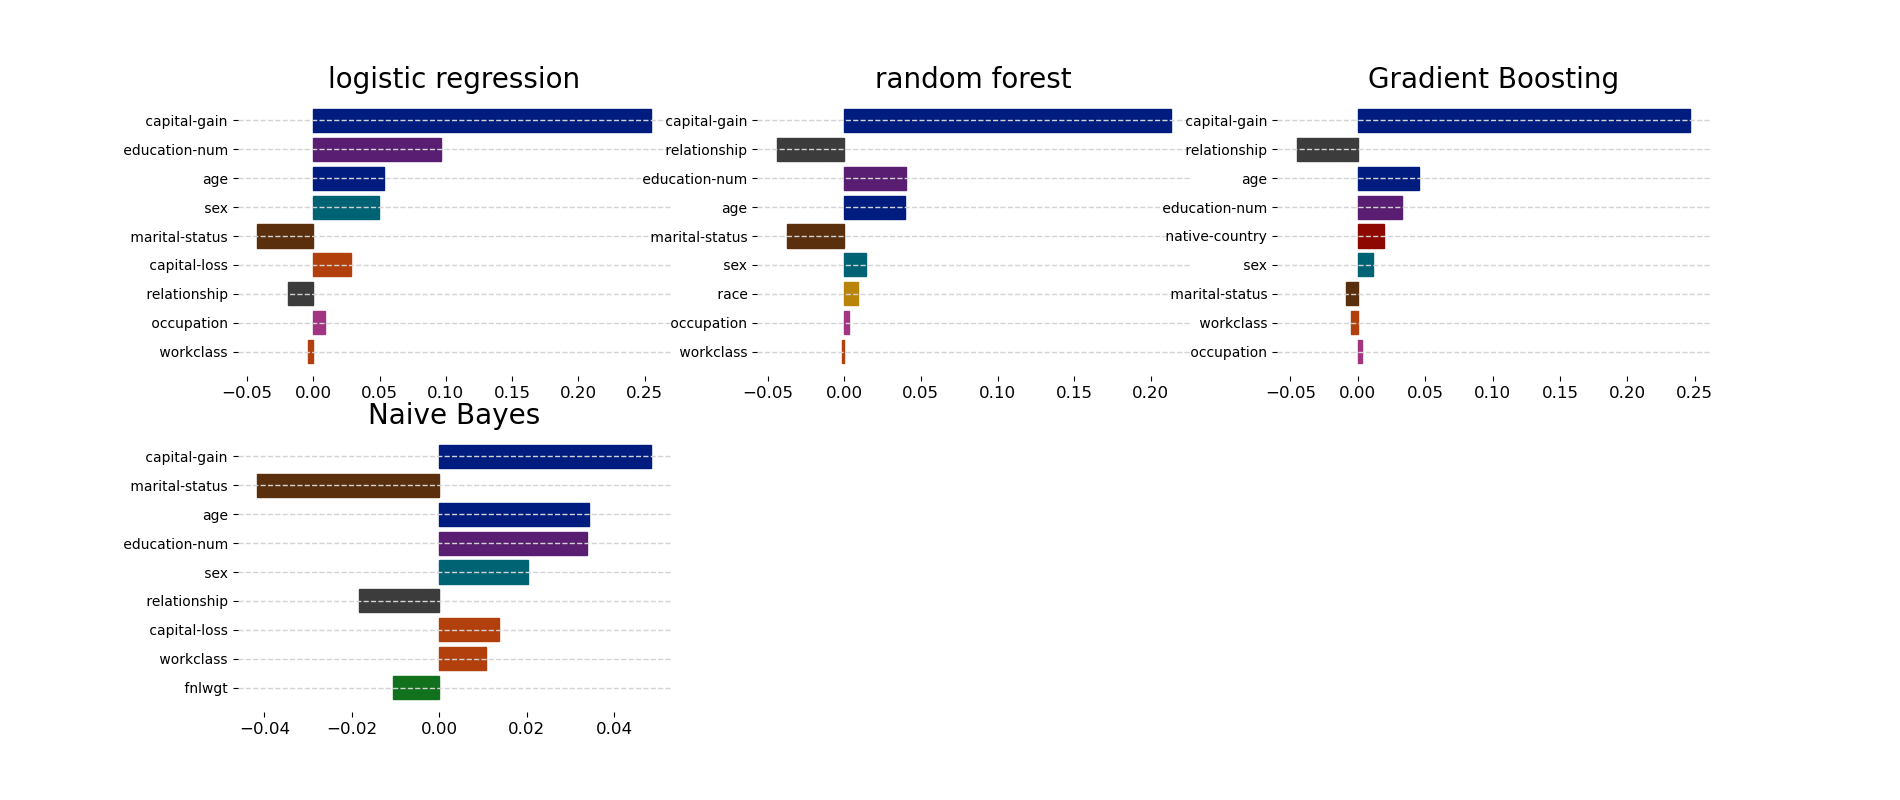 logistic regression
capital-gain
education-num
age
sex
marital-status
capital-loss
relationship
occupation
workclass
−0.05 0.00 0.05 0.10 0.15 0.20 0.25
random forest
capital-gain
relationship
education-num
age
marital-status
sex
race
occupation
workclass
−0.05 0.00 0.05 0.10 0.15 0.20
Gradient Boosting
capital-gain
relationship
age
education-num
native-country
sex
marital-status
workclass
occupation
−0.05 0.00 0.05 0.10 0.15 0.20 0.25
Naive Bayes
capital-gain
marital-status
age
education-num
sex
relationship
capital-loss
workclass
fnlwgt
−0.04 −0.02 0.00 0.02 0.04